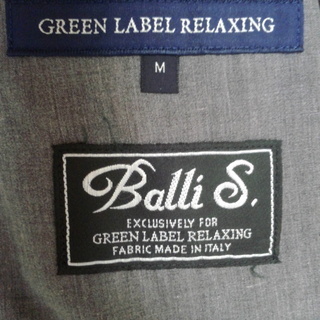 GREEN LABEL RELAXING
M
Balli S.
EXCLUSIVELY FOR
GREEN LABEL RELAXING
FABRIC MADE IN ITALY